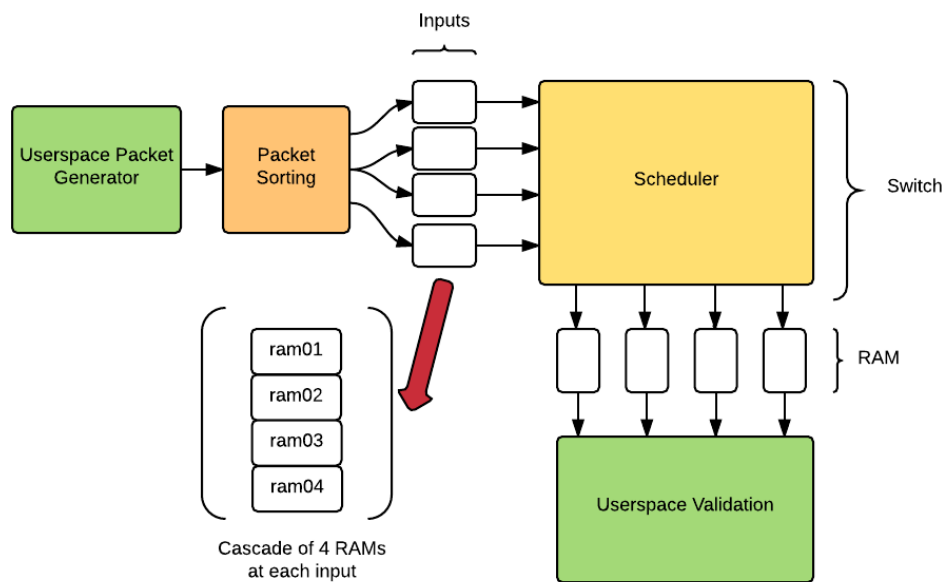 Inputs
Userspace Packet
Generator
Packet
Sorting
Scheduler
Switch
ram01
ram02
ram03
ram04
RAM
Userspace Validation
Cascade of 4 RAMs
at each input